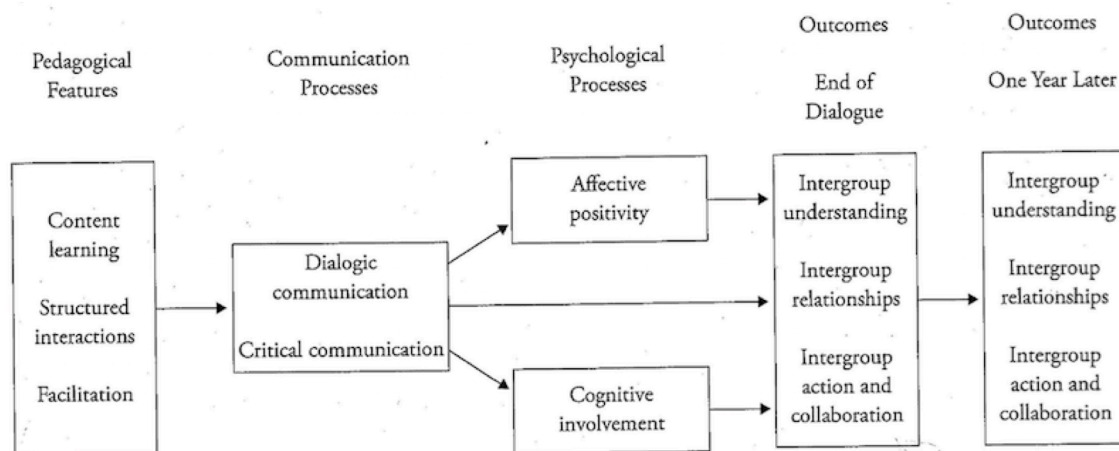 Pedagogical
Features
Communication
Processes
Psychological
Processes
Outcomes
End of
Dialogue
Outcomes
One Year Later
Content
learning
Structured
interactions
Facilitation
Dialogic
communication
Critical communication
Affective
positivity
Cognitive
involvement
Intergroup
understanding
Intergroup
relationships
Intergroup
action and
collaboration
Intergroup
understanding
Intergroup
relationships
Intergroup
action and
collaboration